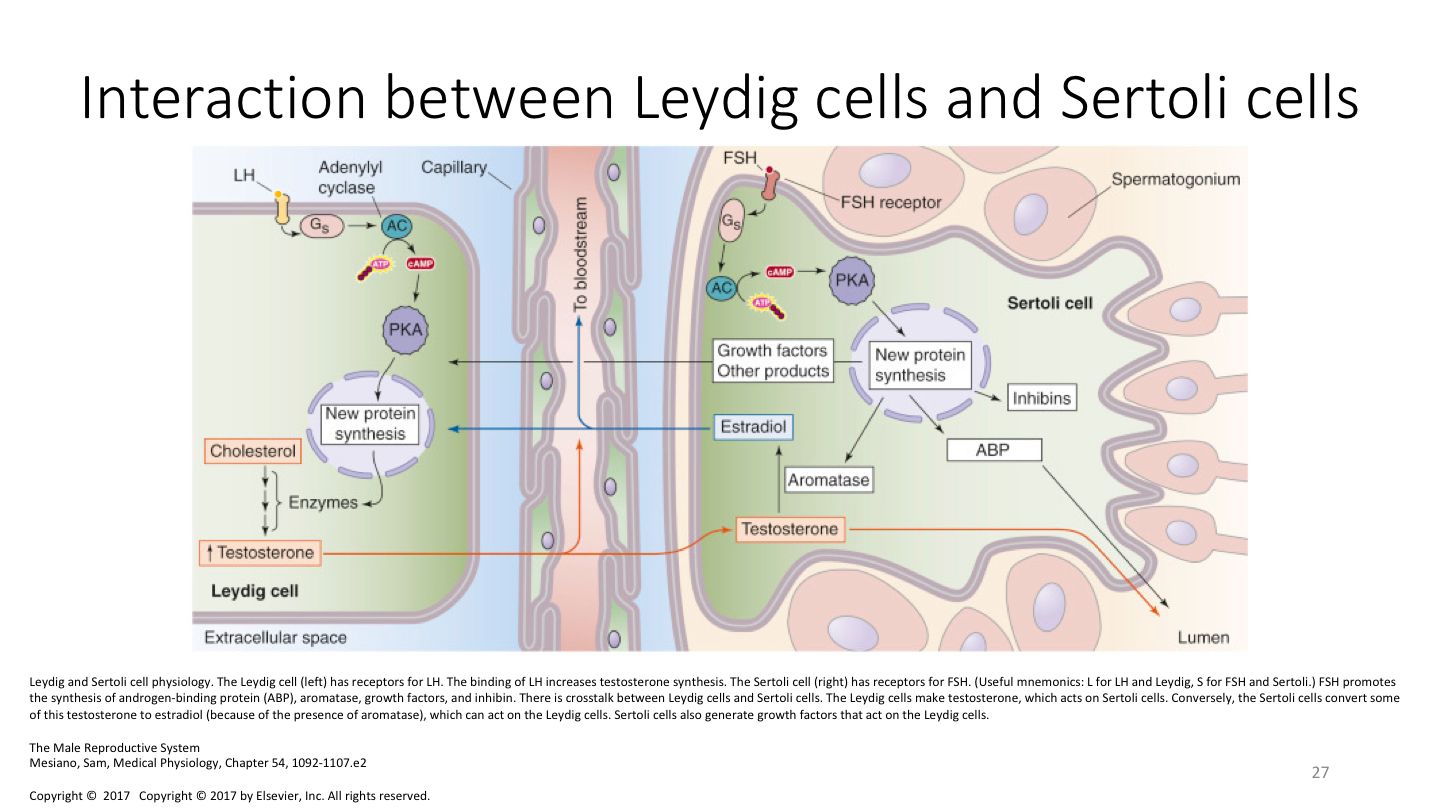 Interaction between Leydig cells and Sertoli cells
LH
Adenylyl
cyclase
Capillary
Gs
AC
ATP
cAMP
PKA
New protein
synthesis
Cholesterol
Enzymes
↑ Testosterone
Leydig cell
Extracellular space
To bloodstream
FSH
FSH receptor
Spermatogonium
Gs
AC
cAMP
ATP
PKA
Sertoli cell
Growth factors
Other products
New protein
synthesis
Inhibins
Estradiol
ABP
Aromatase
Testosterone
Lumen
Leydig and Sertoli cell physiology. The Leydig cell (left) has receptors for LH. The binding of LH increases testosterone synthesis. The Sertoli cell (right) has receptors for FSH. (Useful mnemonics: L for LH and Leydig, S for FSH and Sertoli.) FSH promotes
the synthesis of androgen-binding protein (ABP), aromatase, growth factors, and inhibin. There is crosstalk between Leydig cells and Sertoli cells. The Leydig cells make testosterone, which acts on Sertoli cells. Conversely, the Sertoli cells convert some
of this testosterone to estradiol (because of the presence of aromatase), which can act on the Leydig cells. Sertoli cells also generate growth factors that act on the Leydig cells.
The Male Reproductive System
Mesiano, Sam, Medical Physiology, Chapter 54, 1092-1107.e2
27
Copyright © 2017 Copyright © 2017 by Elsevier, Inc. All rights reserved.